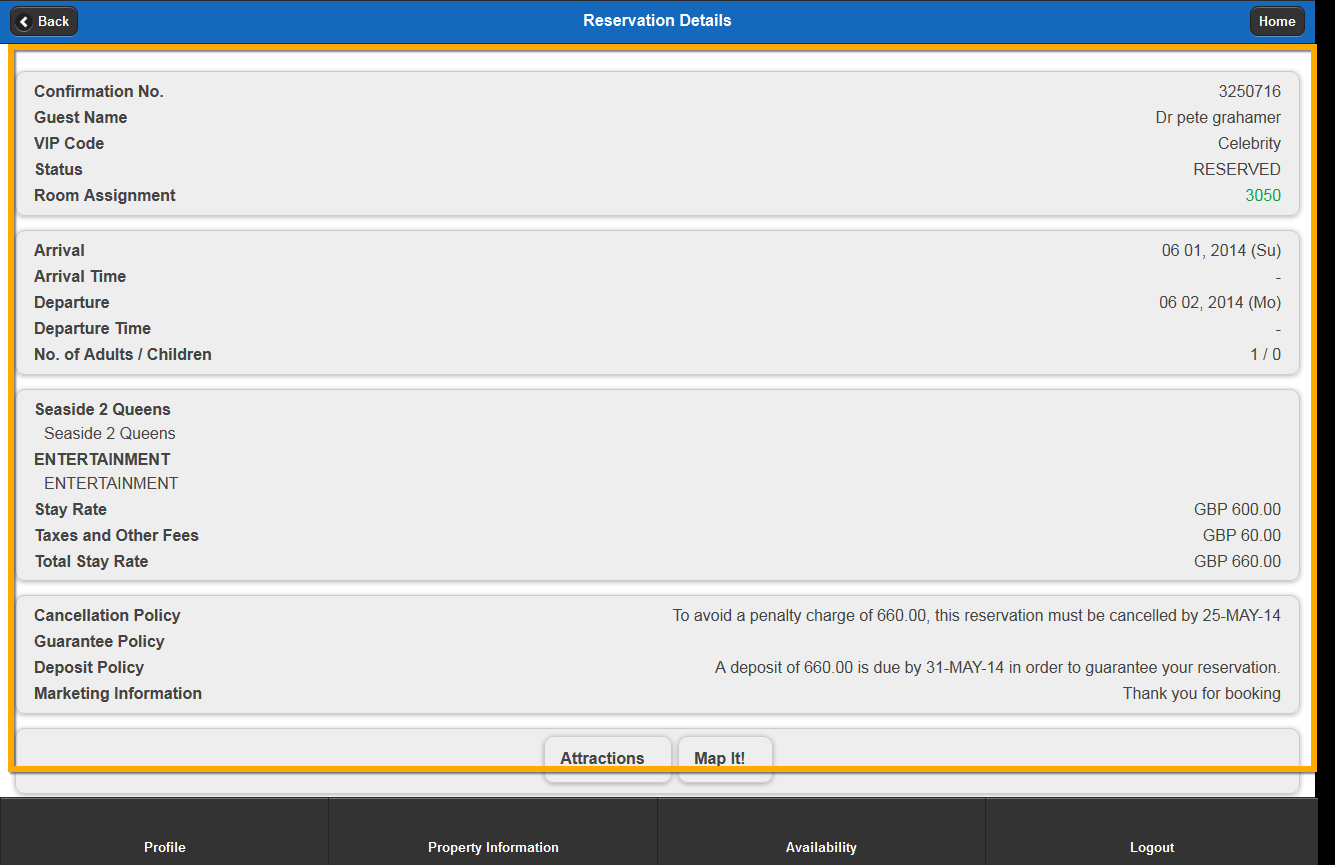 Back Reservation Details Home
Confirmation No. 3250716
Guest Name Dr pete grahamer
VIP Code Celebrity
Status RESERVED
Room Assignment 3050
Arrival 06 01, 2014 (Su)
Arrival Time -
Departure 06 02, 2014 (Mo)
Departure Time -
No. of Adults / Children 1 / 0
Seaside 2 Queens
Seaside 2 Queens
ENTERTAINMENT
ENTERTAINMENT
Stay Rate GBP 600.00
Taxes and Other Fees GBP 60.00
Total Stay Rate GBP 660.00
Cancellation Policy To avoid a penalty charge of 660.00, this reservation must be cancelled by 25-MAY-14
Guarantee Policy
Deposit Policy A deposit of 660.00 is due by 31-MAY-14 in order to guarantee your reservation.
Marketing Information Thank you for booking
Attractions Map It!
Profile Property Information Availability Logout